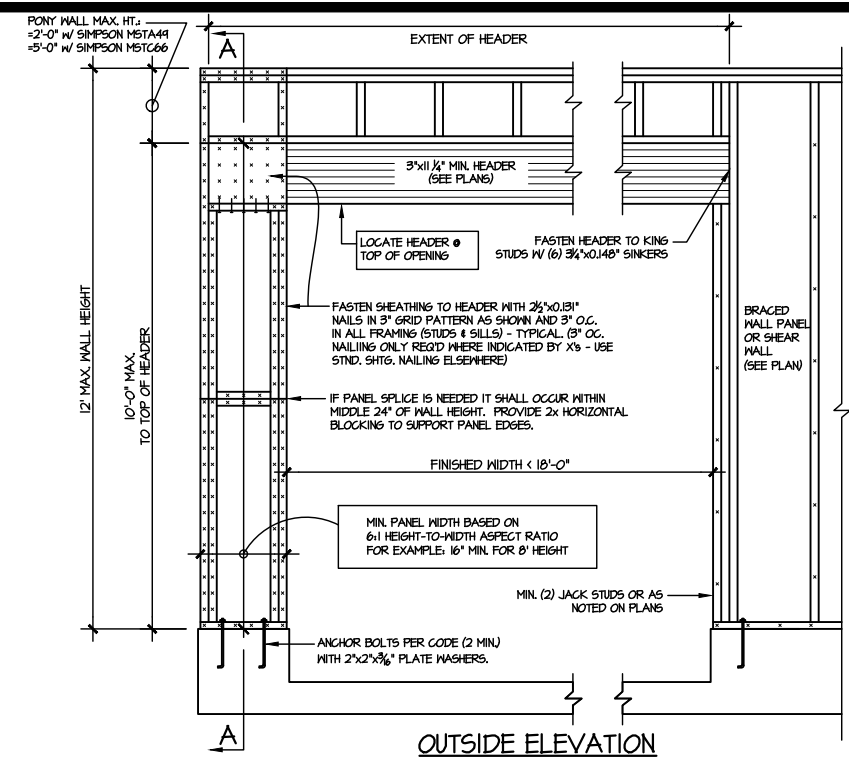 PONY WALL MAX. HT.:
=2'-0" W/ SIMPSON MSTA49
=5'-0" W/ SIMPSON MSTC66
A
EXTENT OF HEADER
3"x11 1/4" MIN. HEADER
(SEE PLANS)
LOCATE HEADER @
TOP OF OPENING
FASTEN HEADER TO KING
STUDS W/ (6) 3 1/4"x0.148" SINKERS
12' MAX. WALL HEIGHT
10'-0" MAX.
TO TOP OF HEADER
FASTEN SHEATHING TO HEADER WITH 2 1/2"x0.131"
NAILS IN 3" GRID PATTERN AS SHOWN AND 3" O.C.
IN ALL FRAMING (STUDS & SILLS) - TYPICAL. (3" OC.
NAILIING ONLY REQ'D WHERE INDICATED BY X's - USE
STND. SHTG. NAILING ELSEWHERE)
BRACED
WALL PANEL
OR SHEAR
WALL
(SEE PLAN)
IF PANEL SPLICE IS NEEDED IT SHALL OCCUR WITHIN
MIDDLE 24" OF WALL HEIGHT. PROVIDE 2x HORIZONTAL
BLOCKING TO SUPPORT PANEL EDGES.
FINISHED WIDTH < 18'-0"
MIN. PANEL WIDTH BASED ON
6:1 HEIGHT-TO-WIDTH ASPECT RATIO
FOR EXAMPLE: 16" MIN. FOR 8' HEIGHT
MIN. (2) JACK STUDS OR AS
NOTED ON PLANS
ANCHOR BOLTS PER CODE (2 MIN.)
WITH 2"x2"x3/16" PLATE WASHERS.
A
OUTSIDE ELEVATION